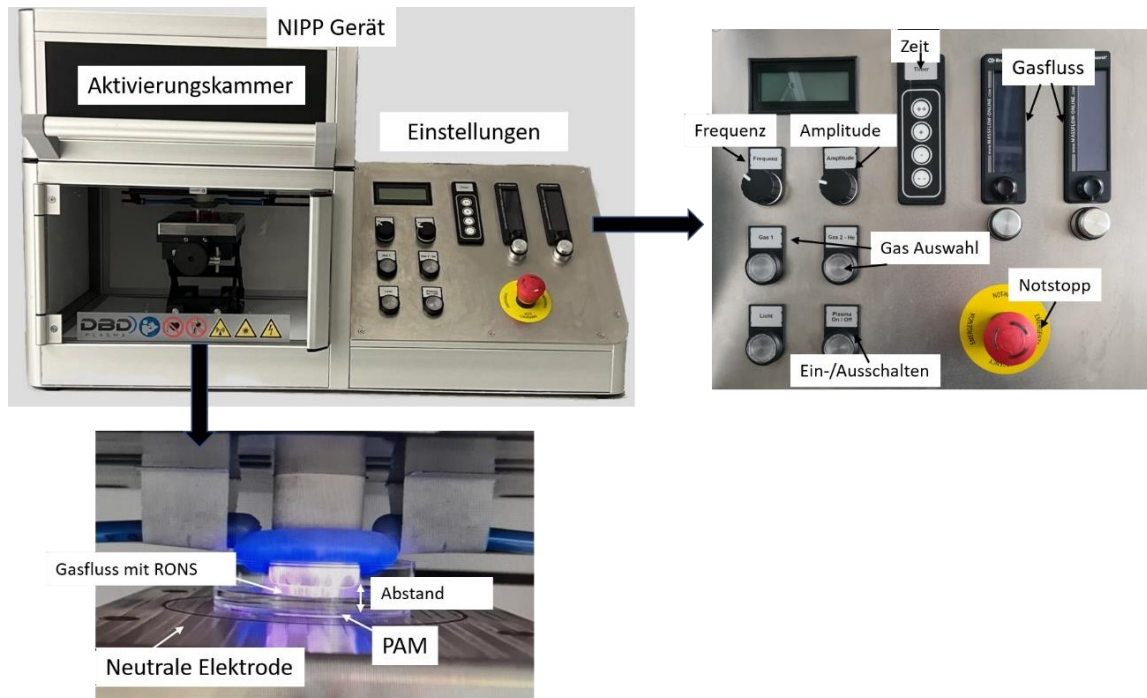 NIPP Gerät
Aktivierungskammer
Einstellungen
DBD
PLASMA
Zeit
Timer
Gasfluss
Frequenz
Amplitude
Frequenz
Amplitude
Gas 1
Gas 2 - He
Gas Auswahl
Licht
Plasma
On / Off
Notstopp
Ein-/Ausschalten
Gasfluss mit RONS
Abstand
PAM
Neutrale Elektrode